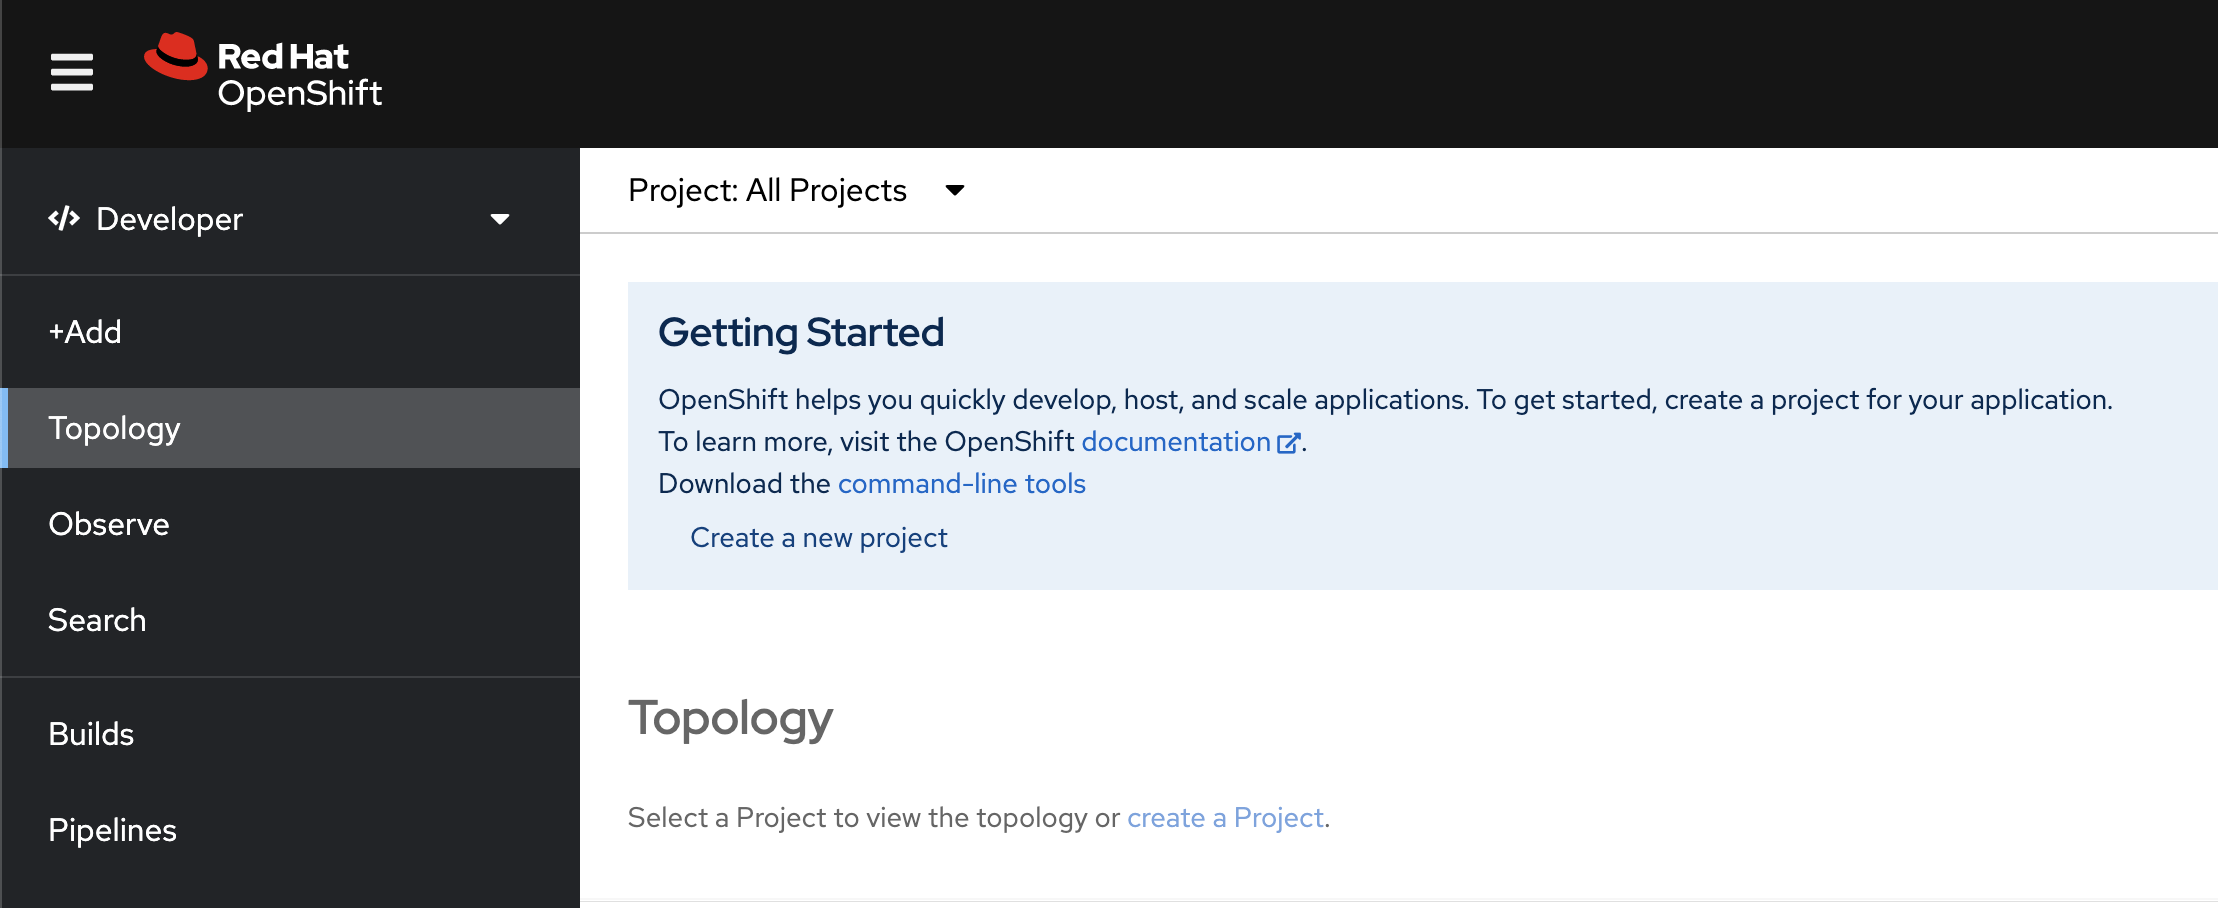 Red Hat
OpenShift
Developer
Project: All Projects
+Add
Topology
Observe
Search
Builds
Pipelines
Getting Started
OpenShift helps you quickly develop, host, and scale applications. To get started, create a project for your application.
To learn more, visit the OpenShift documentation.
Download the command-line tools
Create a new project
Topology
Select a Project to view the topology or create a Project.